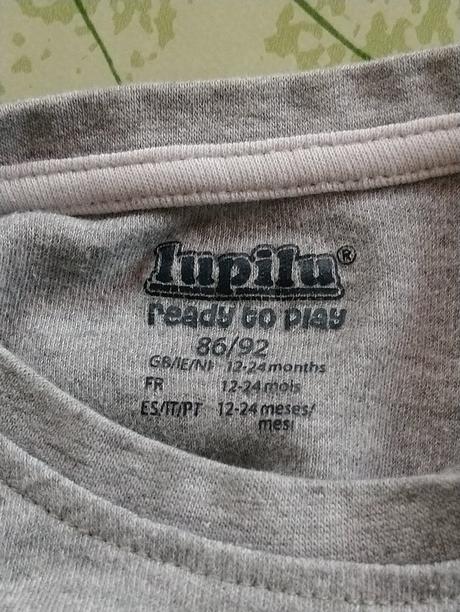 lupilu®
ready to play
86/92
GB/IE/NI 12-24 months
FR 12-24 mois
ES/IT/PT 12-24 meses/
mesi